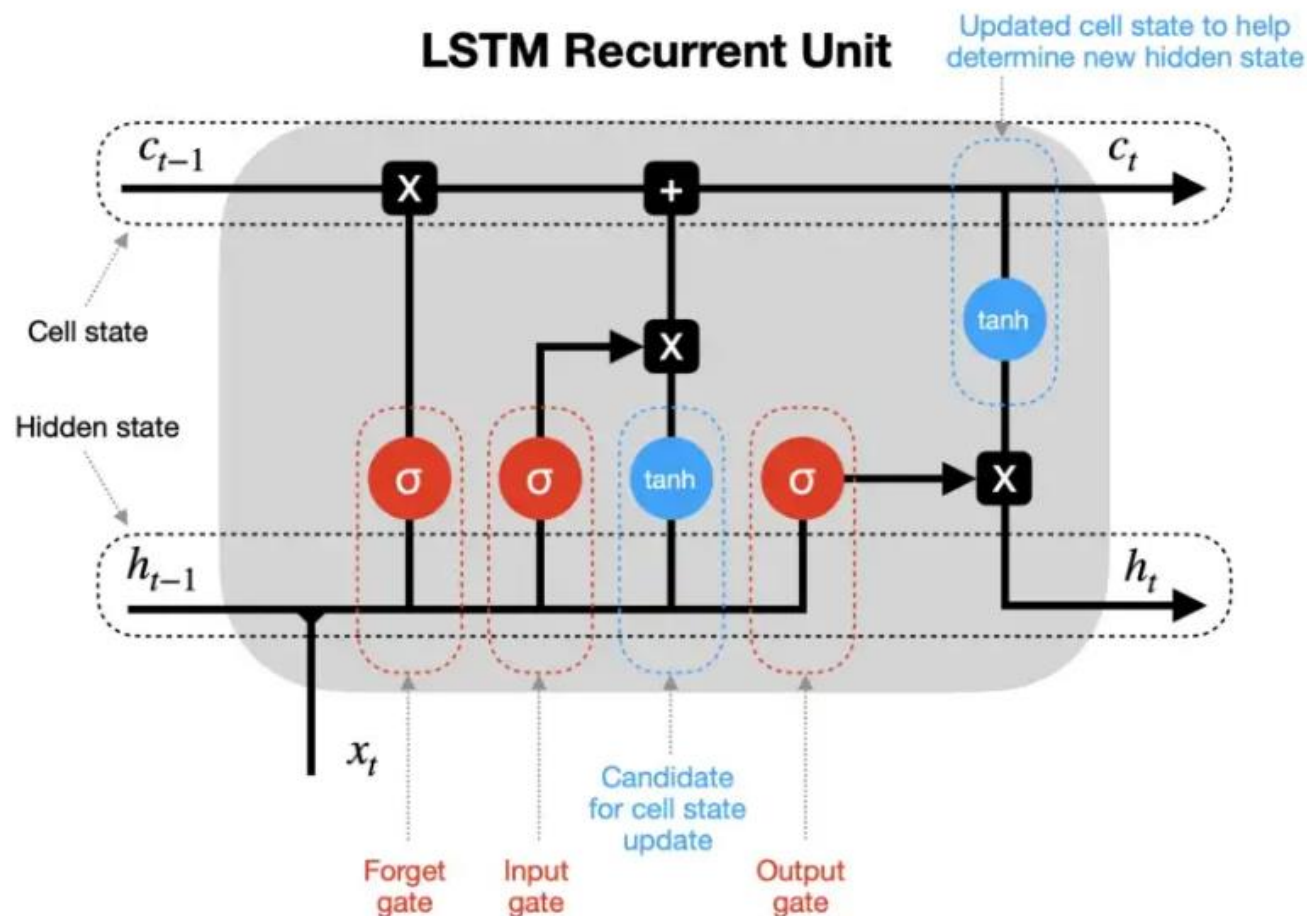 LSTM Recurrent Unit
Updated cell state to help
determine new hidden state
c_{t-1}
c_t
X
+
Cell state
tanh
X
Hidden state
σ
σ
tanh
σ
X
h_{t-1}
h_t
x_t
Candidate
for cell state
update
Forget
gate
Input
gate
Output
gate